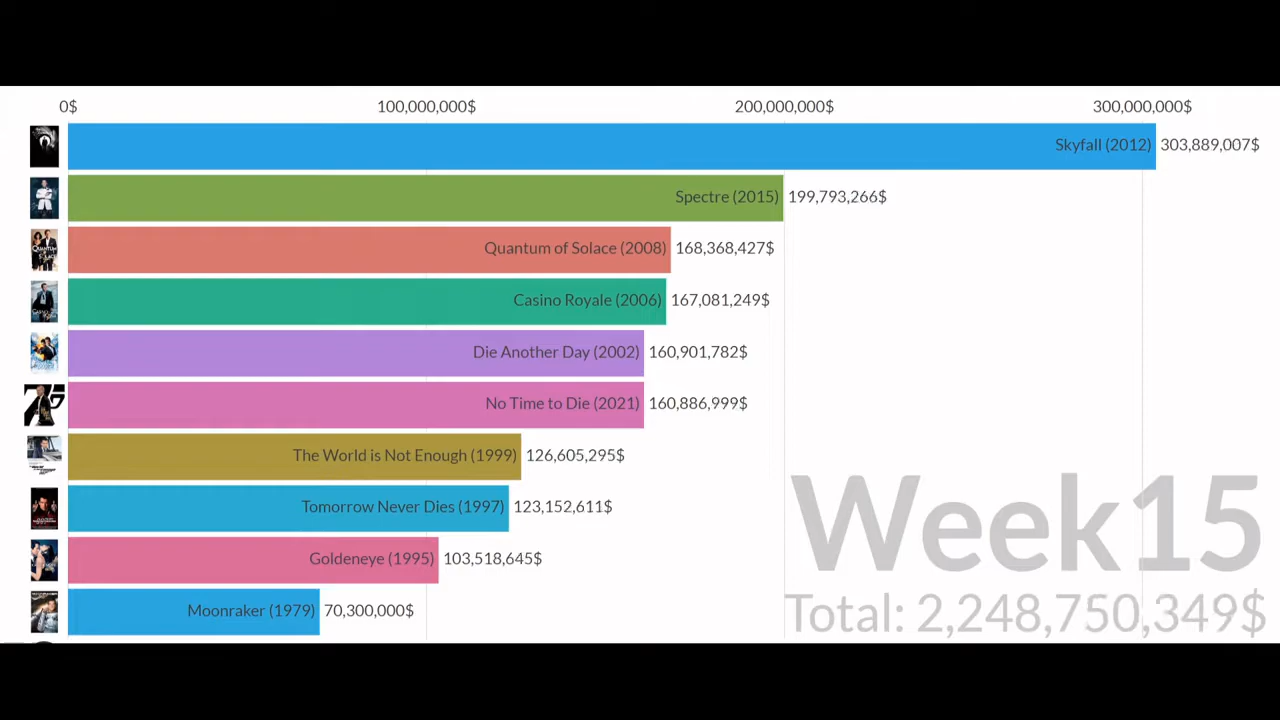 0$ 100,000,000$ 200,000,000$ 300,000,000$
Skyfall (2012) 303,889,007$
Spectre (2015) 199,793,266$
Quantum of Solace (2008) 168,368,427$
Casino Royale (2006) 167,081,249$
Die Another Day (2002) 160,901,782$
No Time to Die (2021) 160,886,999$
The World is Not Enough (1999) 126,605,295$
Tomorrow Never Dies (1997) 123,152,611$
Goldeneye (1995) 103,518,645$
Moonraker (1979) 70,300,000$
Week15
Total: 2,248,750,349$